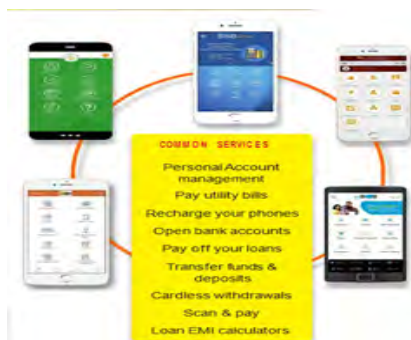 COMMON SERVICES
Personal Account
management
Pay utility bills
Recharge your phones
Open bank accounts
Pay off your loans
Transfer funds &
deposits
Cardless withdrawals
Scan & pay
Loan EMI calculators